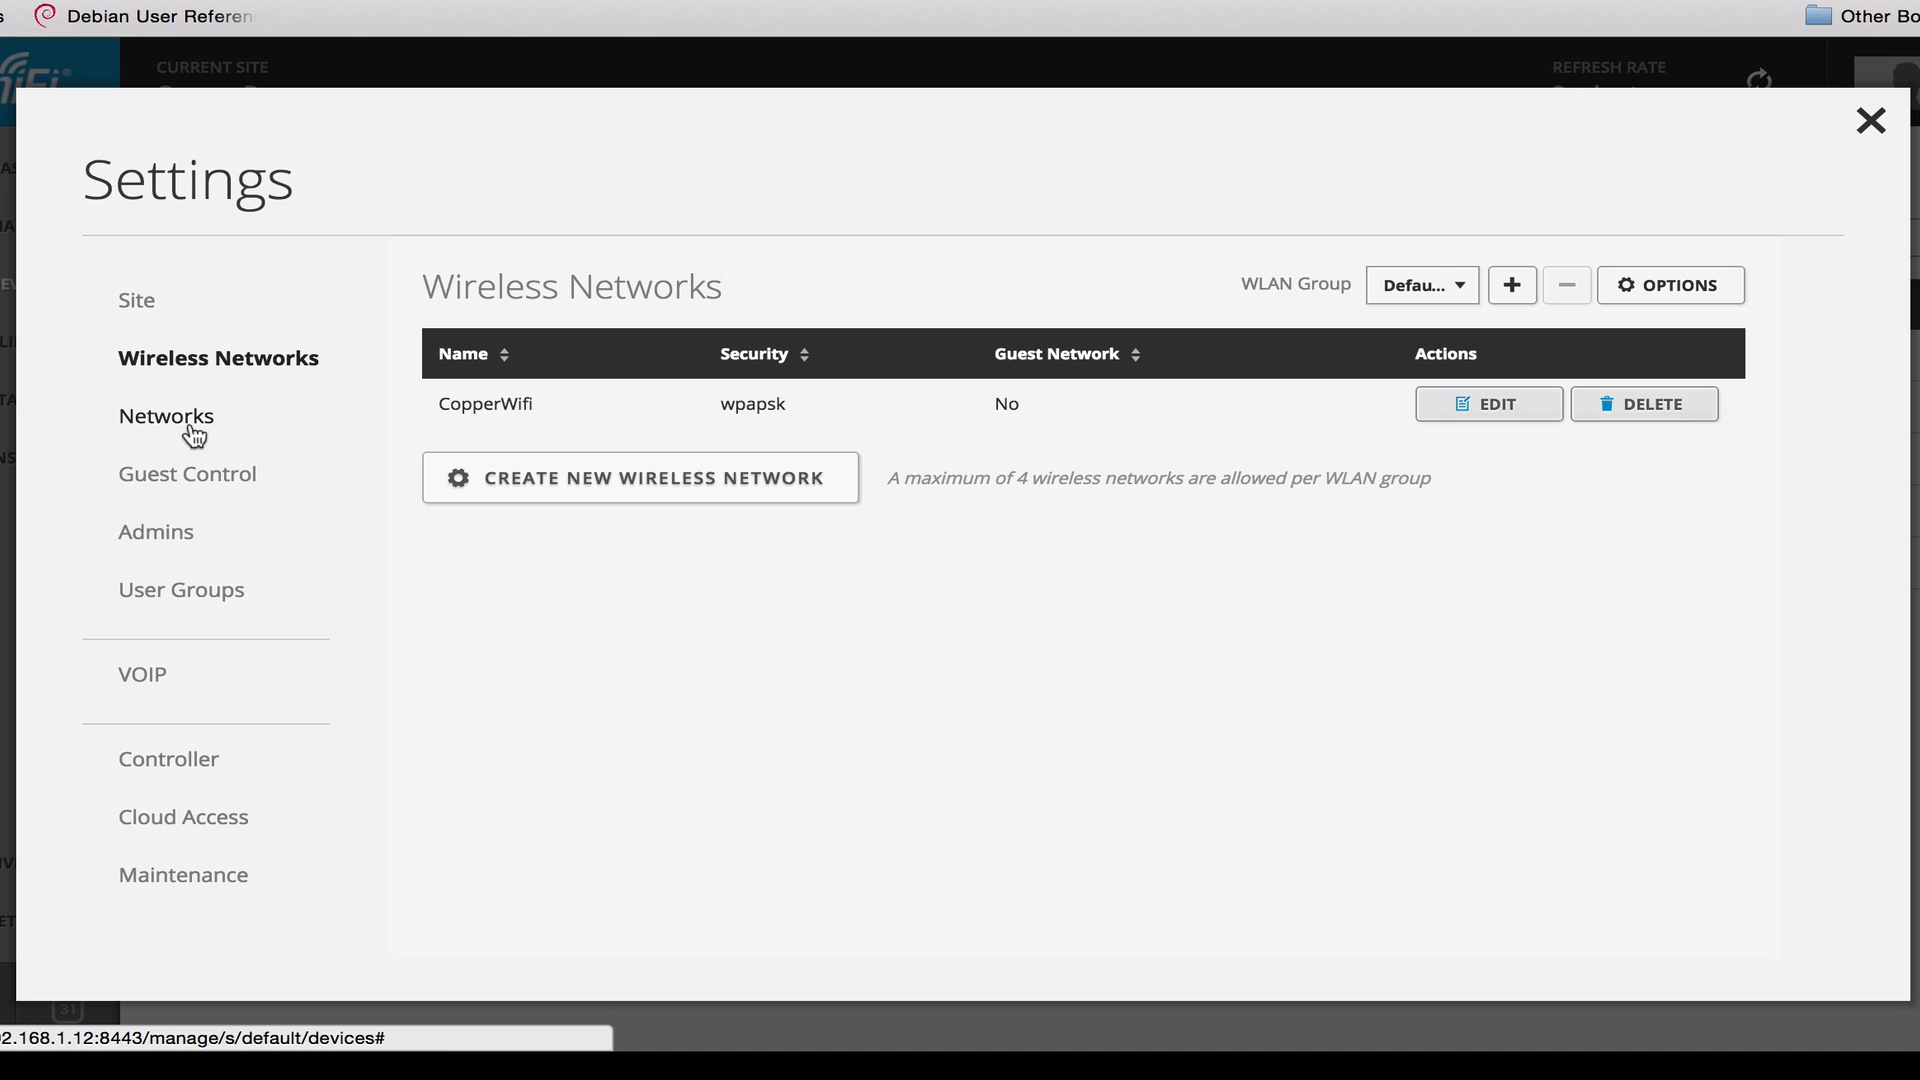 Debian User Referen
Other Bo
CURRENT SITE
REFRESH RATE
Settings
Site
Wireless Networks
Networks
Guest Control
Admins
User Groups
VOIP
Controller
Cloud Access
Maintenance
Wireless Networks
WLAN Group
Defau...
OPTIONS
Name Security Guest Network Actions
CopperWifi wpapsk No EDIT DELETE
CREATE NEW WIRELESS NETWORK
A maximum of 4 wireless networks are allowed per WLAN group
31
2.168.1.12:8443/manage/s/default/devices#